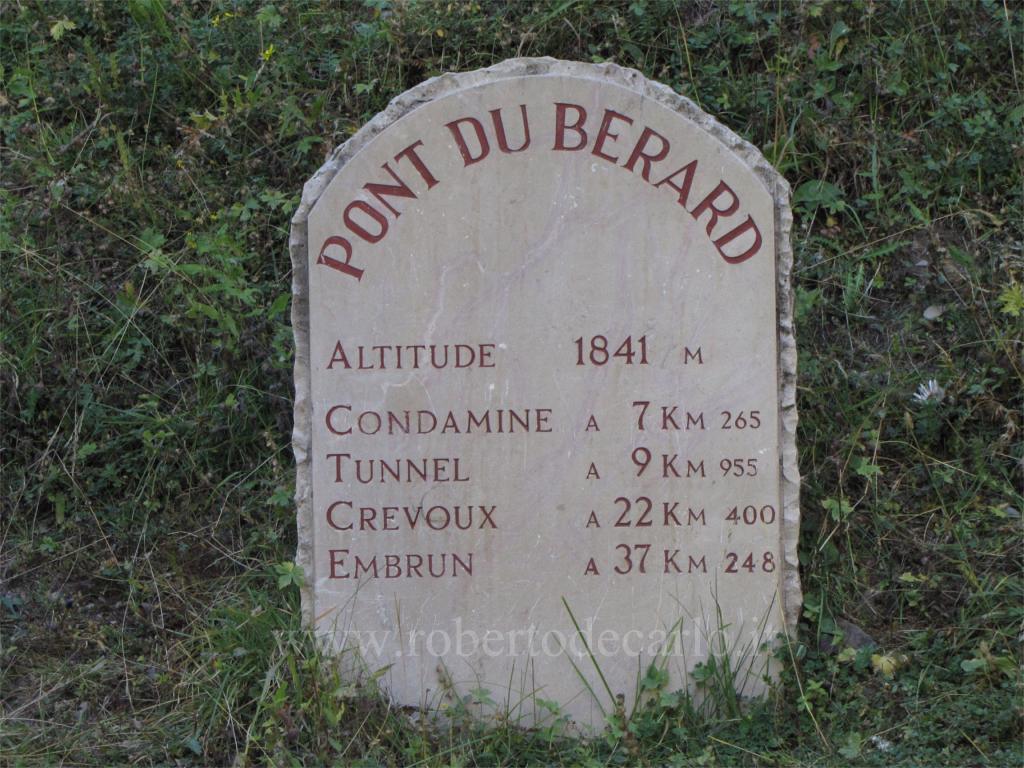 PONT DU BERARD
ALTITUDE 1841 M
CONDAMINE A 7 KM 265
TUNNEL A 9 KM 955
CREVOUX A 22 KM 400
EMBRUN A 37 KM 248
www.robertodecarlo.it